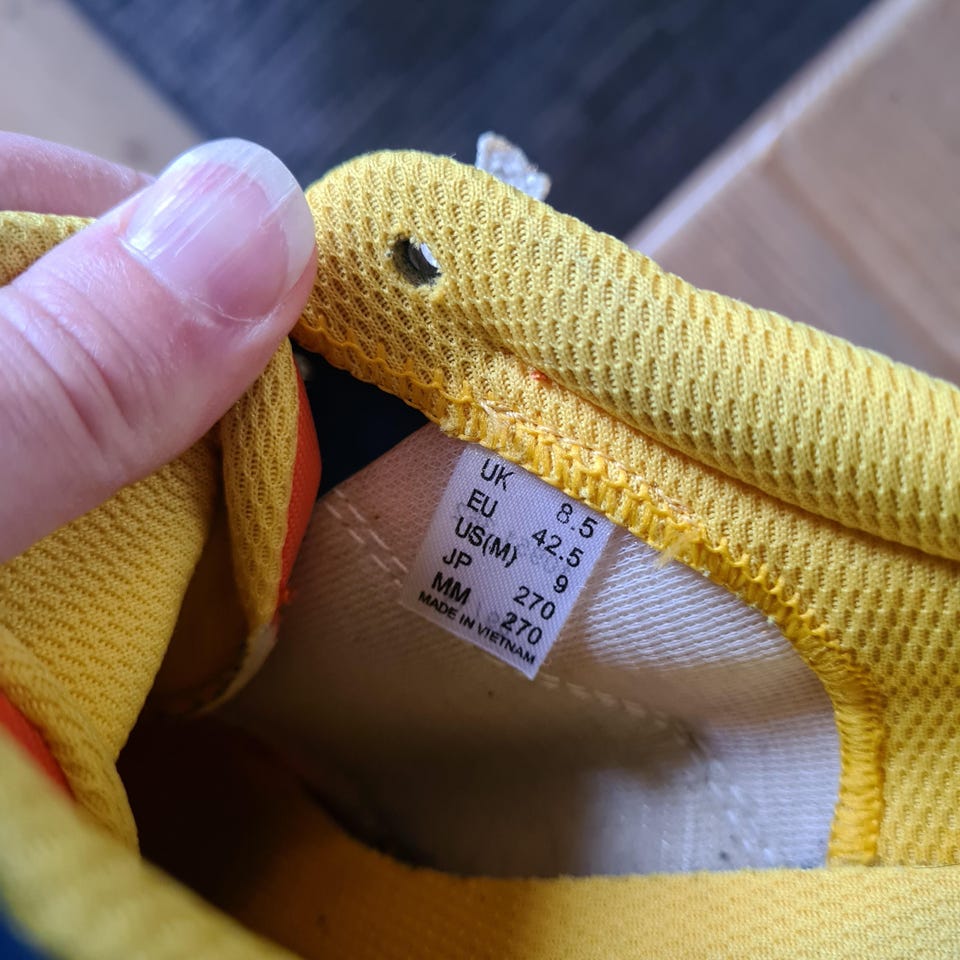 UK 8.5
EU 42.5
US(M) 9
JP 270
MM 270
MADE IN VIETNAM